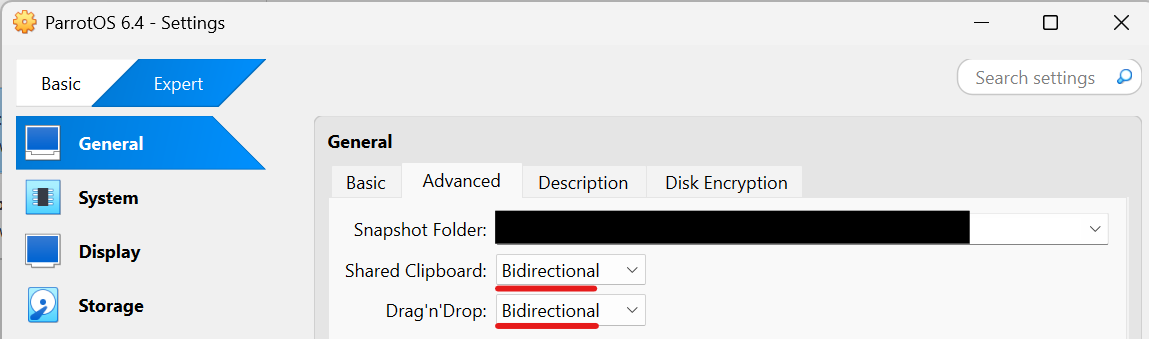 ParrotOS 6.4 - Settings
Basic Expert
Search settings
General
System
Display
Storage
General
Basic Advanced Description Disk Encryption
Snapshot Folder:
Shared Clipboard: Bidirectional
Drag'n'Drop: Bidirectional